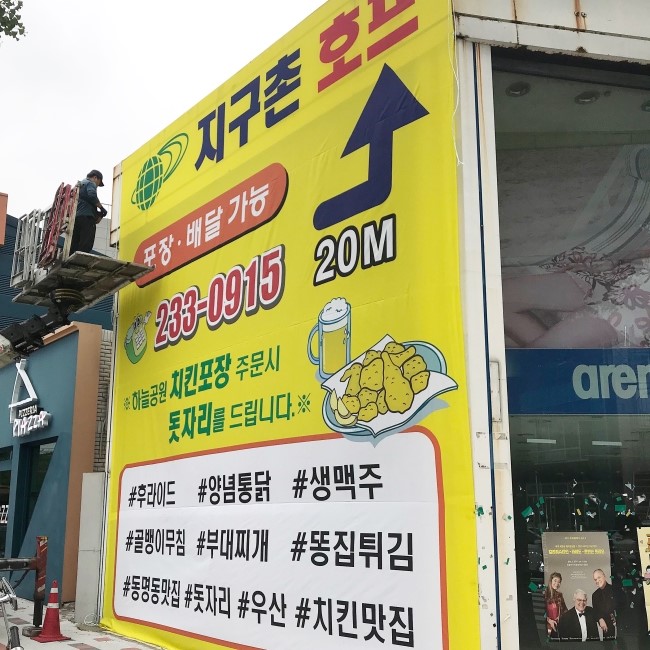 지구촌 호프
포장·배달 가능
20M
233-0915
※하늘공원 치킨포장 주문시
돗자리를 드립니다.※
#후라이드 #양념통닭 #생맥주
#골뱅이무침 #부대찌개 #똥집튀김
#동명동맛집 #돗자리 #우산 #치킨맛집
PIZZERIA
PIAZZA
aren